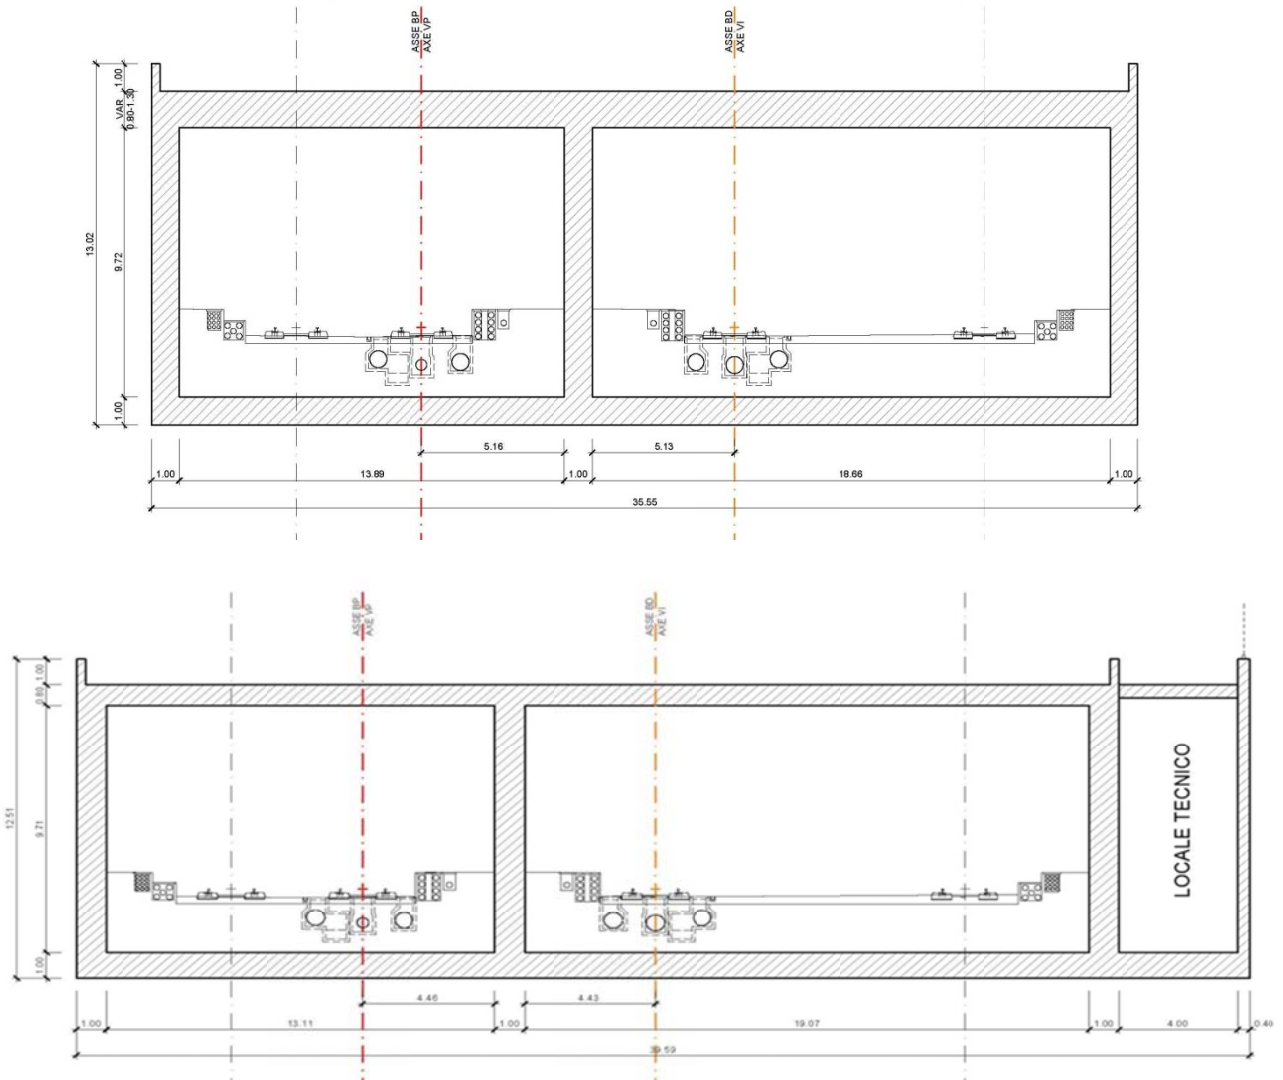 ASSE BP
AXE VP
ASSE BD
AXE VI
1.00
VAR
0.80-1.30
13.02
9.72
1.00
5.16
5.13
1.00
13.89
1.00
18.66
1.00
35.55
ASSE BP
AXE VP
ASSE BD
AXE VI
1.00
0.80
12.51
9.71
1.00
LOCALE TECNICO
4.46
4.43
1.00
13.11
1.00
19.07
1.00
4.00
0.40
39.59